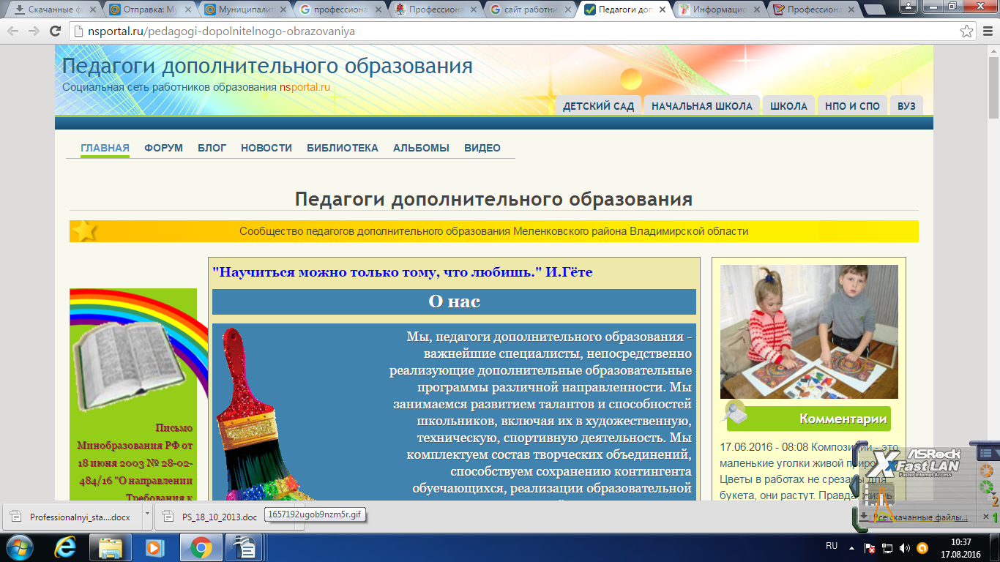 Скачанные ф
Отправка: Му
Муниципалит
профессиона
Профессиона
сайт работни
Педагоги доп
Информацио
Профессиона
nsportal.ru/pedagogi-dopolnitelnogo-obrazovaniya
Педагоги дополнительного образования
Социальная сеть работников образования nsportal.ru
ДЕТСКИЙ САД НАЧАЛЬНАЯ ШКОЛА ШКОЛА НПО И СПО ВУЗ
ГЛАВНАЯ ФОРУМ БЛОГ НОВОСТИ БИБЛИОТЕКА АЛЬБОМЫ ВИДЕО
Педагоги дополнительного образования
Сообщество педагогов дополнительного образования Меленковского района Владимирской области
Письмо
Минобразования РФ от
18 июня 2003 № 28-02-
484/16 "О направлении
Требования к
"Научиться можно только тому, что любишь." И.Гёте
О нас
Мы, педагоги дополнительного образования –
важнейшие специалисты, непосредственно
реализующие дополнительные образовательные
программы различной направленности. Мы
занимаемся развитием талантов и способностей
школьников, включая их в художественную,
техническую, спортивную деятельность. Мы
комплектуем состав творческих объединений,
способствуем сохранению контингента
обучающихся, реализации образовательной
Комментарии
17.06.2016 - 08:08 Композиции - это
маленькие уголки живой
Цветы в работах не срезаны для
букета, они растут. Правда жизнь
ASRock
XFast LAN
Faster Internet Access
2
1
Professionalnyi_sta....docx
PS_18_10_2013.doc
1657192ugob9nzm5r.gif
Все скачанные файлы...
RU
10:37
17.08.2016